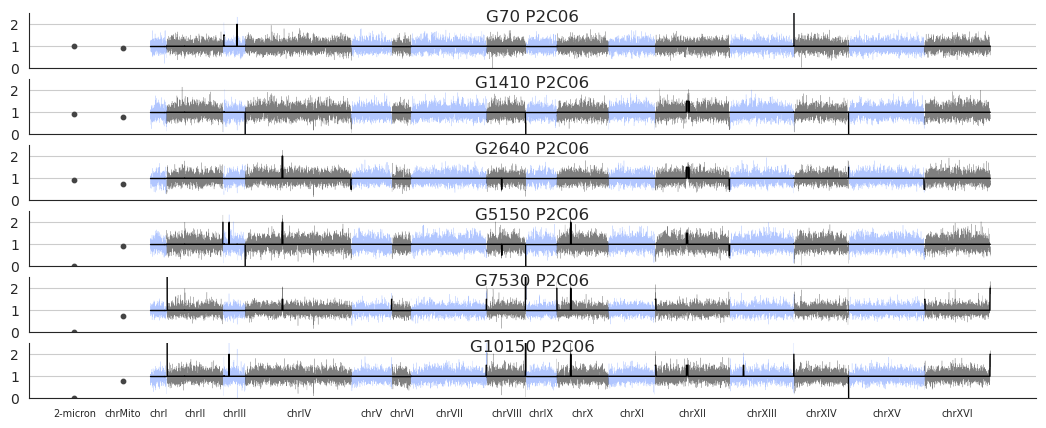 G70 P2C06
2
1
0
G1410 P2C06
2
1
0
G2640 P2C06
2
1
0
G5150 P2C06
2
1
0
G7530 P2C06
2
1
0
G10150 P2C06
2
1
0
2-micron chrMito chrI chrII chrIII chrIV chrV chrVI chrVII chrVIII chrIX chrX chrXI chrXII chrXIII chrXIV chrXV chrXVI